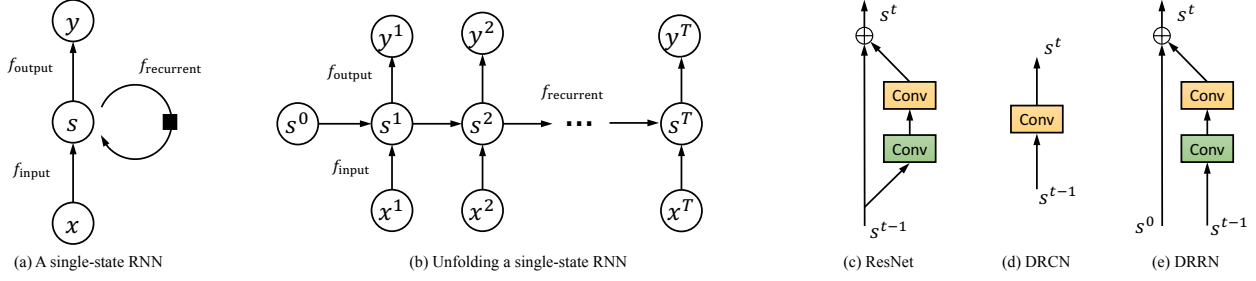 y
f_output
f_recurrent
s
f_input
x
(a) A single-state RNN
y^1 y^2 y^T
f_output
f_recurrent
s^0 s^1 s^2 ... s^T
f_input
x^1 x^2 x^T
(b) Unfolding a single-state RNN
s^t
Conv
Conv
s^{t-1}
(c) ResNet
s^t
Conv
s^{t-1}
(d) DRCN
s^t
Conv
Conv
s^0 s^{t-1}
(e) DRRN